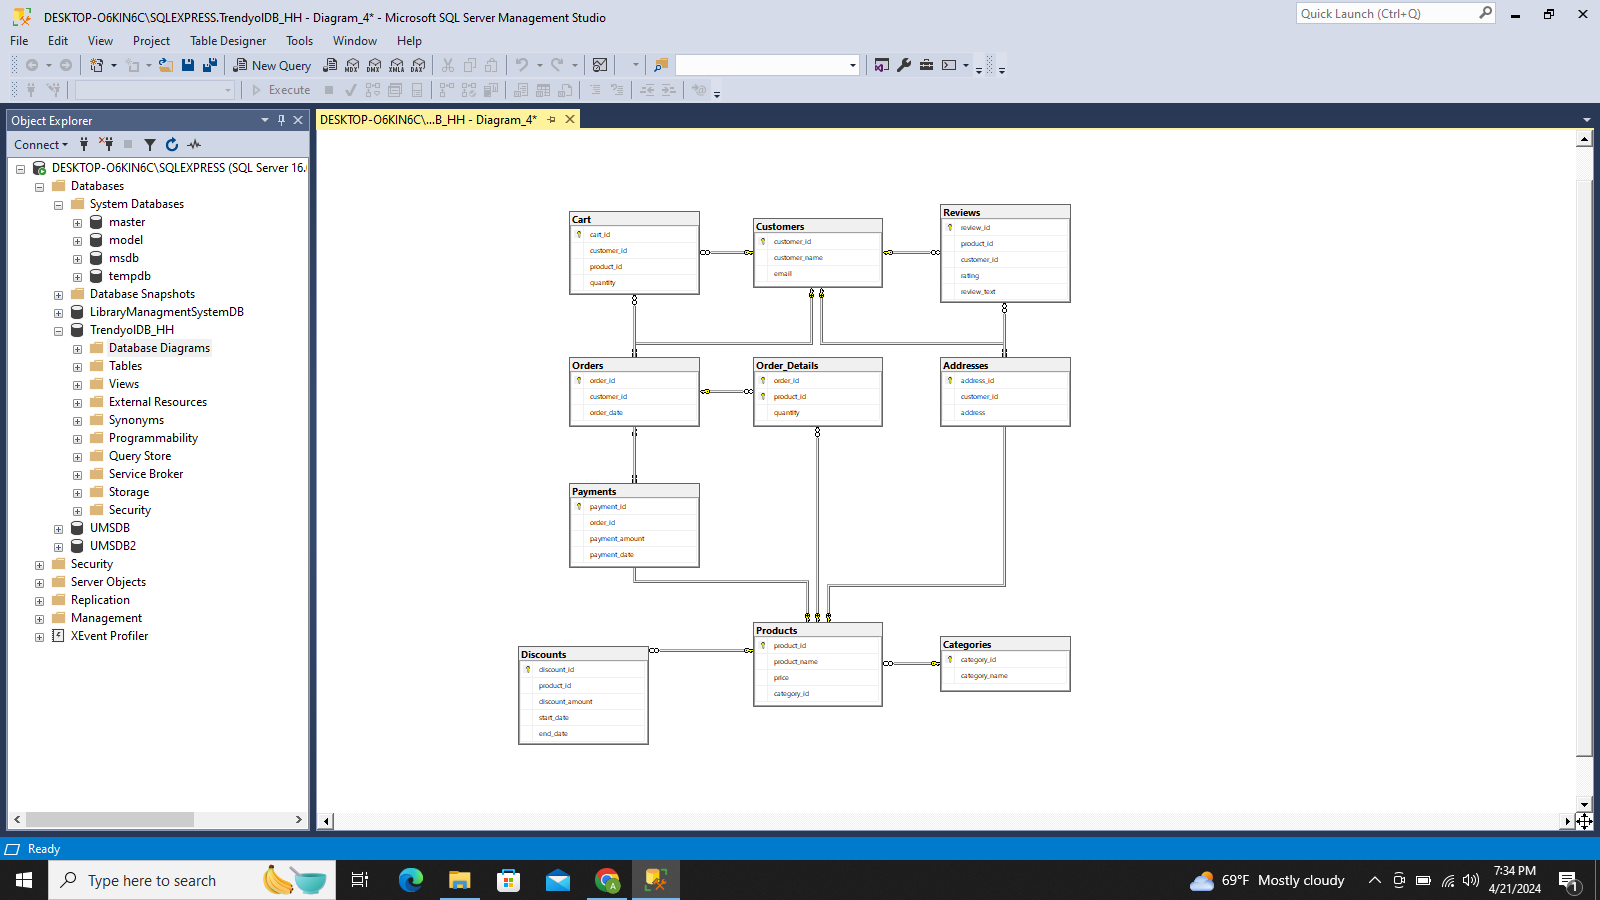 DESKTOP-O6KIN6C\SQLEXPRESS.TrendyolDB_HH - Diagram_4* - Microsoft SQL Server Management Studio
Quick Launch (Ctrl+Q)
File Edit View Project Table Designer Tools Window Help
New Query
MDX DMX XMLA DAX
Execute
Object Explorer
DESKTOP-O6KIN6C\...B_HH - Diagram_4*
Connect
DESKTOP-O6KIN6C\SQLEXPRESS (SQL Server 16.
Databases
System Databases
master
model
msdb
tempdb
Database Snapshots
LibraryManagmentSystemDB
TrendyolDB_HH
Database Diagrams
Tables
Views
External Resources
Synonyms
Programmability
Query Store
Service Broker
Storage
Security
UMSDB
UMSDB2
Security
Server Objects
Replication
Management
XEvent Profiler
Cart
cart_id
customer_id
product_id
quantity
Customers
customer_id
customer_name
email
Reviews
review_id
product_id
customer_id
rating
review_text
Orders
order_id
customer_id
order_date
Order_Details
order_id
product_id
quantity
Addresses
address_id
customer_id
address
Payments
payment_id
order_id
payment_amount
payment_date
Discounts
discount_id
product_id
discount_amount
start_date
end_date
Products
product_id
product_name
price
category_id
Categories
category_id
category_name
Ready
Type here to search
A
69°F Mostly cloudy
7:34 PM
4/21/2024
1